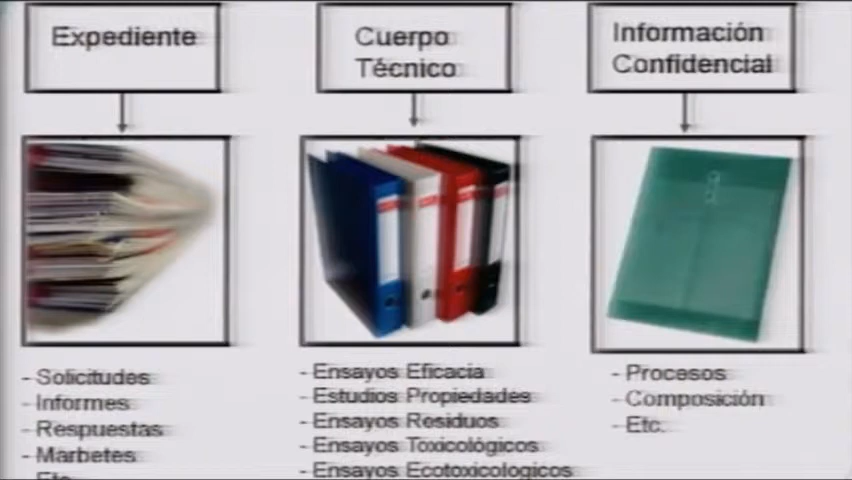 Expediente
Cuerpo
Técnico
Información
Confidencial
- Solicitudes
- Informes
- Respuestas
- Marbetes
Etc.
- Ensayos Eficacia
- Estudios Propiedades
- Ensayos Residuos
- Ensayos Toxicológicos
- Ensayos Ecotoxicologicos
- Procesos
- Composición
- Etc.